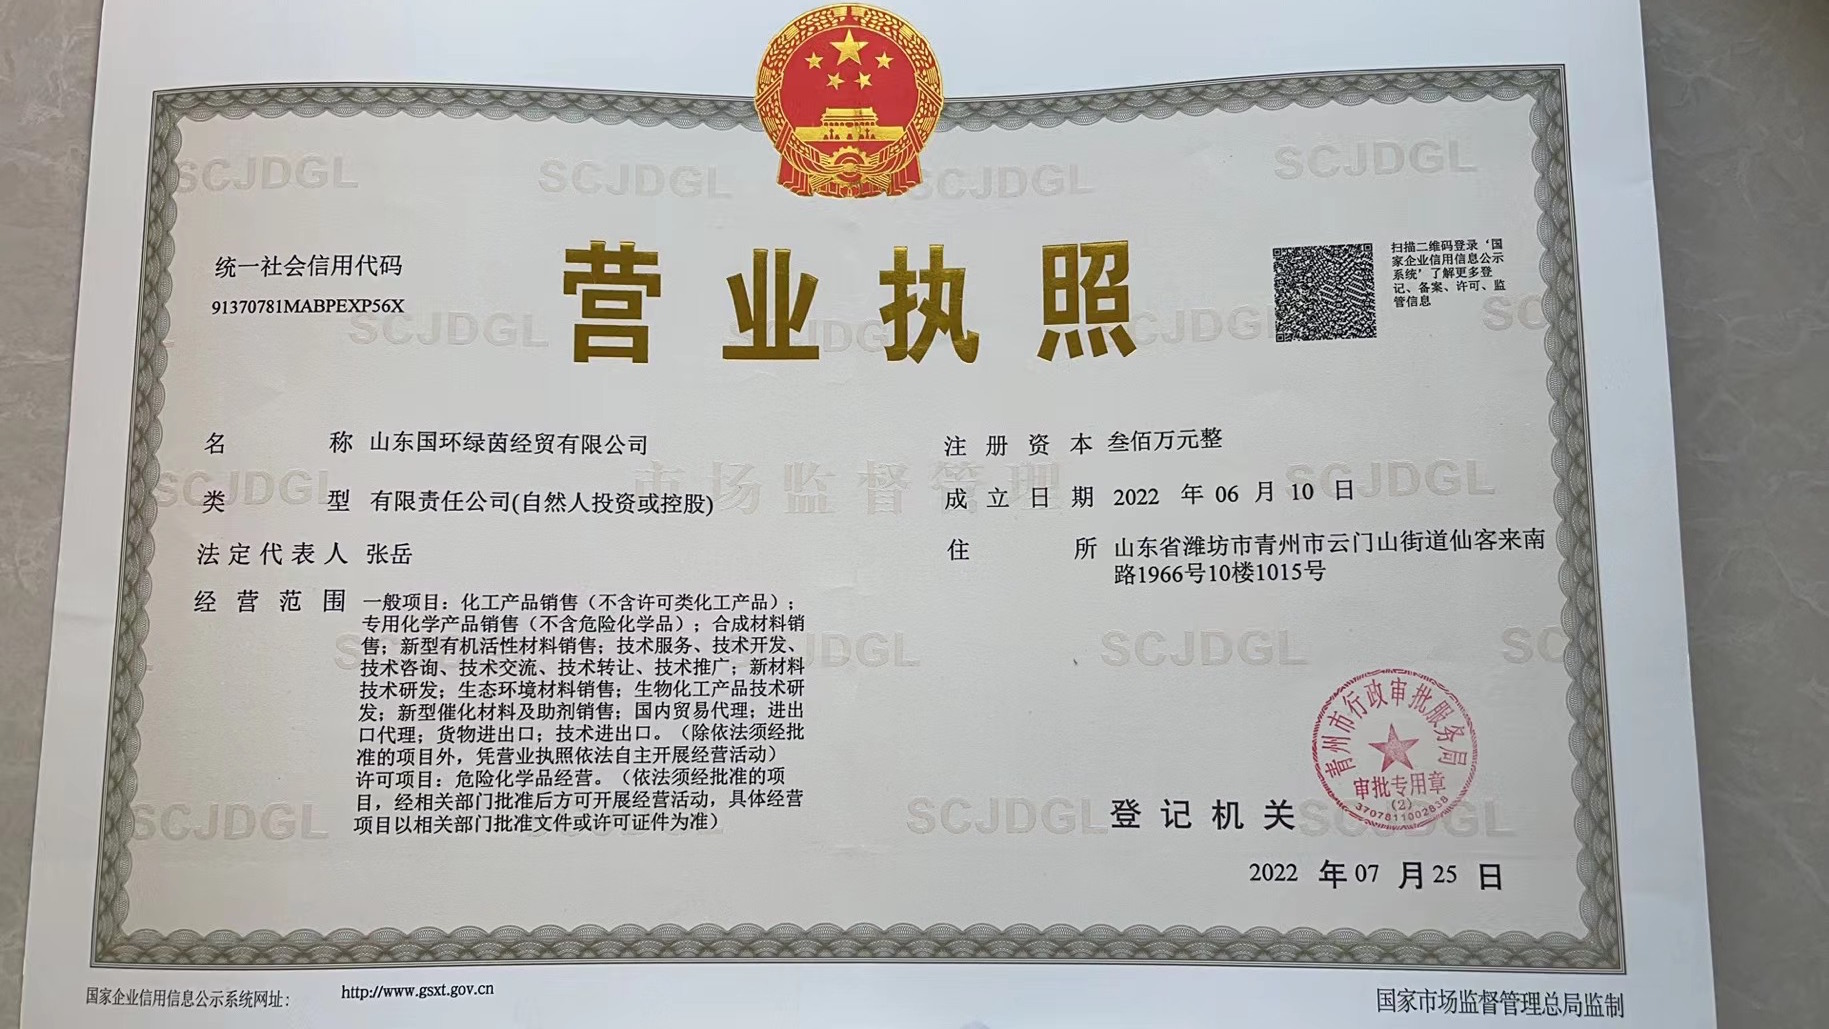 统一社会信用代码
91370781MABPEXP56X
营业执照
扫描二维码登录‘国
家企业信用信息公示
系统’了解更多登
记、备案、许可、监
管信息
名称 山东国环绿茵经贸有限公司
类型 有限责任公司(自然人投资或控股)
法定代表人 张岳
经营范围 一般项目：化工产品销售（不含许可类化工产品）；
专用化学产品销售（不含危险化学品）；合成材料销
售；新型有机活性材料销售；技术服务、技术开发、
技术咨询、技术交流、技术转让、技术推广；新材料
技术研发；生态环境材料销售；生物化工产品技术研
发；新型催化材料及助剂销售；国内贸易代理；进出
口代理；货物进出口；技术进出口。（除依法须经批
准的项目外，凭营业执照依法自主开展经营活动）
许可项目：危险化学品经营。（依法须经批准的项
目，经相关部门批准后方可开展经营活动，具体经营
项目以相关部门批准文件或许可证件为准）
注册资本 叁佰万元整
成立日期 2022 年 06 月 10 日
住所 山东省潍坊市青州市云门山街道仙客来南
路1966号10楼1015号
登记机关
青州市行政审批服务局
审批专用章
(2)
3707811002838
2022 年 07 月 25 日
国家企业信用信息公示系统网址：
http://www.gsxt.gov.cn
国家市场监督管理总局监制
SCJDGL
市场监督管理